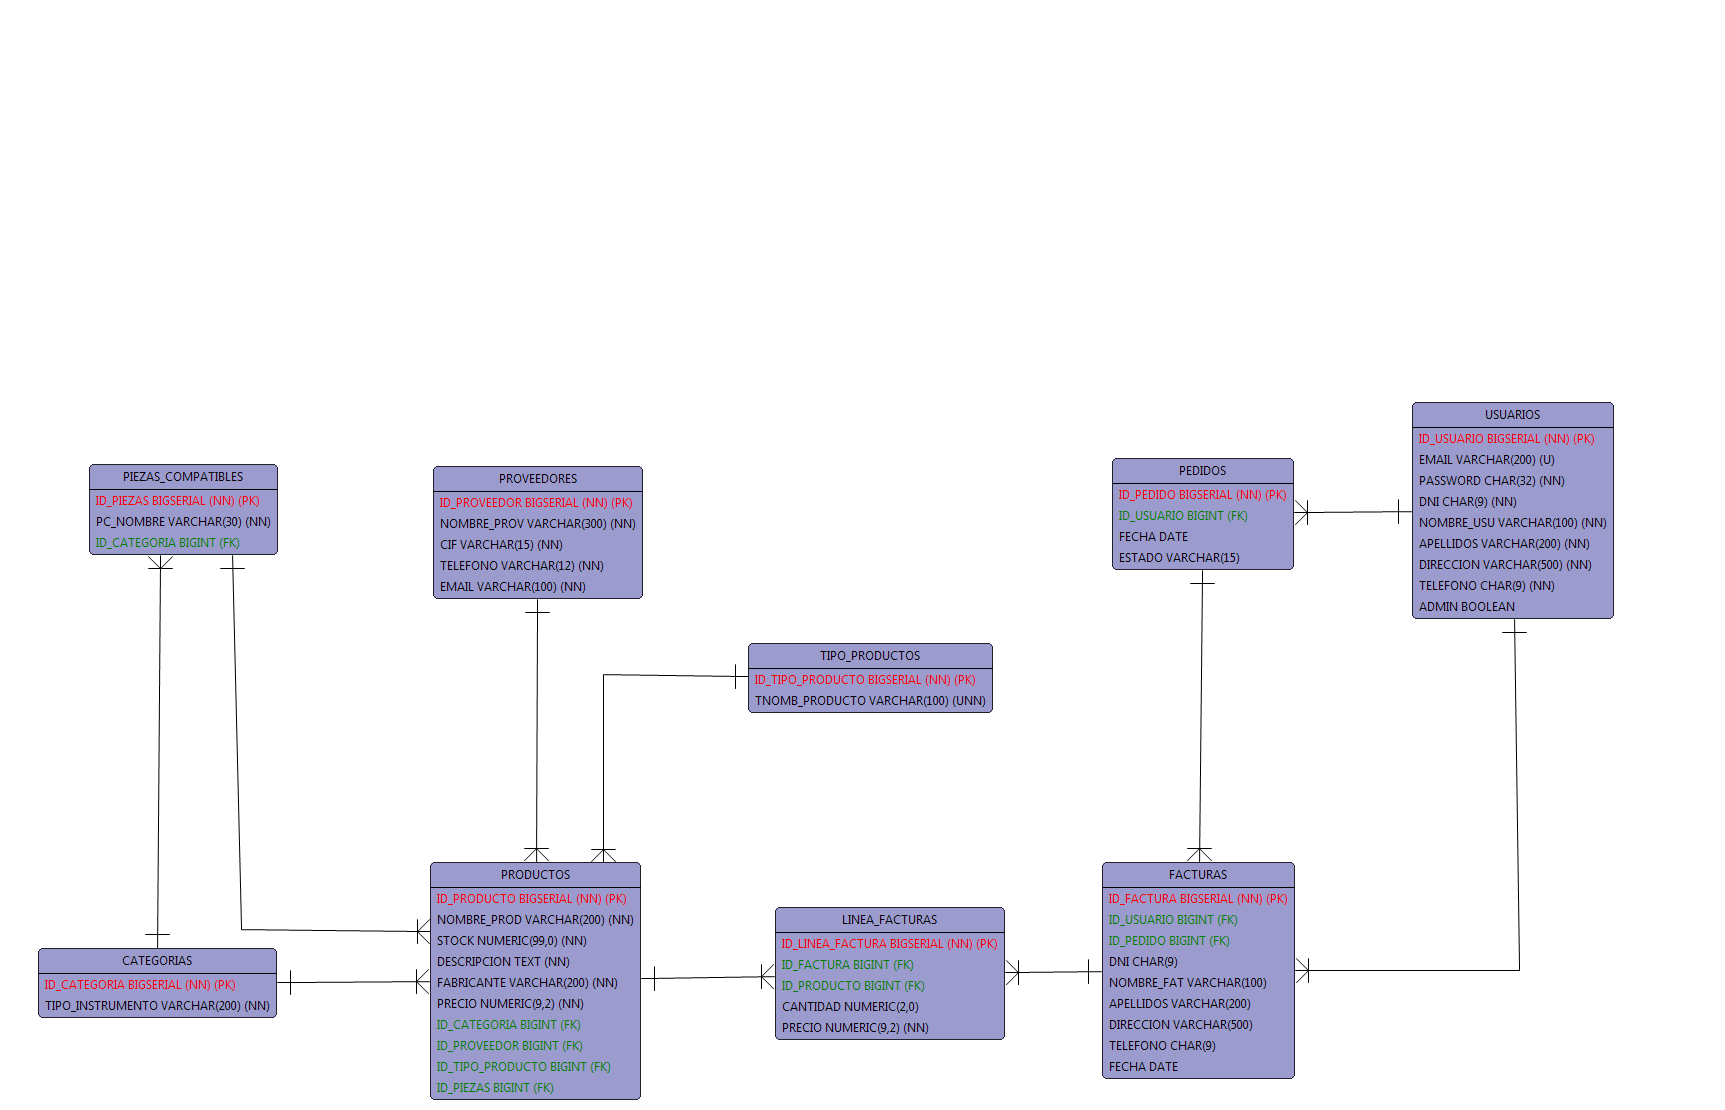 USUARIOS
ID_USUARIO BIGSERIAL (NN) (PK)
EMAIL VARCHAR(200) (U)
PASSWORD CHAR(32) (NN)
DNI CHAR(9) (NN)
NOMBRE_USU VARCHAR(100) (NN)
APELLIDOS VARCHAR(200) (NN)
DIRECCION VARCHAR(500) (NN)
TELEFONO CHAR(9) (NN)
ADMIN BOOLEAN
PIEZAS_COMPATIBLES
ID_PIEZAS BIGSERIAL (NN) (PK)
PC_NOMBRE VARCHAR(30) (NN)
ID_CATEGORIA BIGINT (FK)
PROVEEDORES
ID_PROVEEDOR BIGSERIAL (NN) (PK)
NOMBRE_PROV VARCHAR(300) (NN)
CIF VARCHAR(15) (NN)
TELEFONO VARCHAR(12) (NN)
EMAIL VARCHAR(100) (NN)
PEDIDOS
ID_PEDIDO BIGSERIAL (NN) (PK)
ID_USUARIO BIGINT (FK)
FECHA DATE
ESTADO VARCHAR(15)
TIPO_PRODUCTOS
ID_TIPO_PRODUCTO BIGSERIAL (NN) (PK)
TNOMB_PRODUCTO VARCHAR(100) (UNN)
CATEGORIAS
ID_CATEGORIA BIGSERIAL (NN) (PK)
TIPO_INSTRUMENTO VARCHAR(200) (NN)
PRODUCTOS
ID_PRODUCTO BIGSERIAL (NN) (PK)
NOMBRE_PROD VARCHAR(200) (NN)
STOCK NUMERIC(99,0) (NN)
DESCRIPCION TEXT (NN)
FABRICANTE VARCHAR(200) (NN)
PRECIO NUMERIC(9,2) (NN)
ID_CATEGORIA BIGINT (FK)
ID_PROVEEDOR BIGINT (FK)
ID_TIPO_PRODUCTO BIGINT (FK)
ID_PIEZAS BIGINT (FK)
LINEA_FACTURAS
ID_LINEA_FACTURA BIGSERIAL (NN) (PK)
ID_FACTURA BIGINT (FK)
ID_PRODUCTO BIGINT (FK)
CANTIDAD NUMERIC(2,0)
PRECIO NUMERIC(9,2) (NN)
FACTURAS
ID_FACTURA BIGSERIAL (NN) (PK)
ID_USUARIO BIGINT (FK)
ID_PEDIDO BIGINT (FK)
DNI CHAR(9)
NOMBRE_FAT VARCHAR(100)
APELLIDOS VARCHAR(200)
DIRECCION VARCHAR(500)
TELEFONO CHAR(9)
FECHA DATE